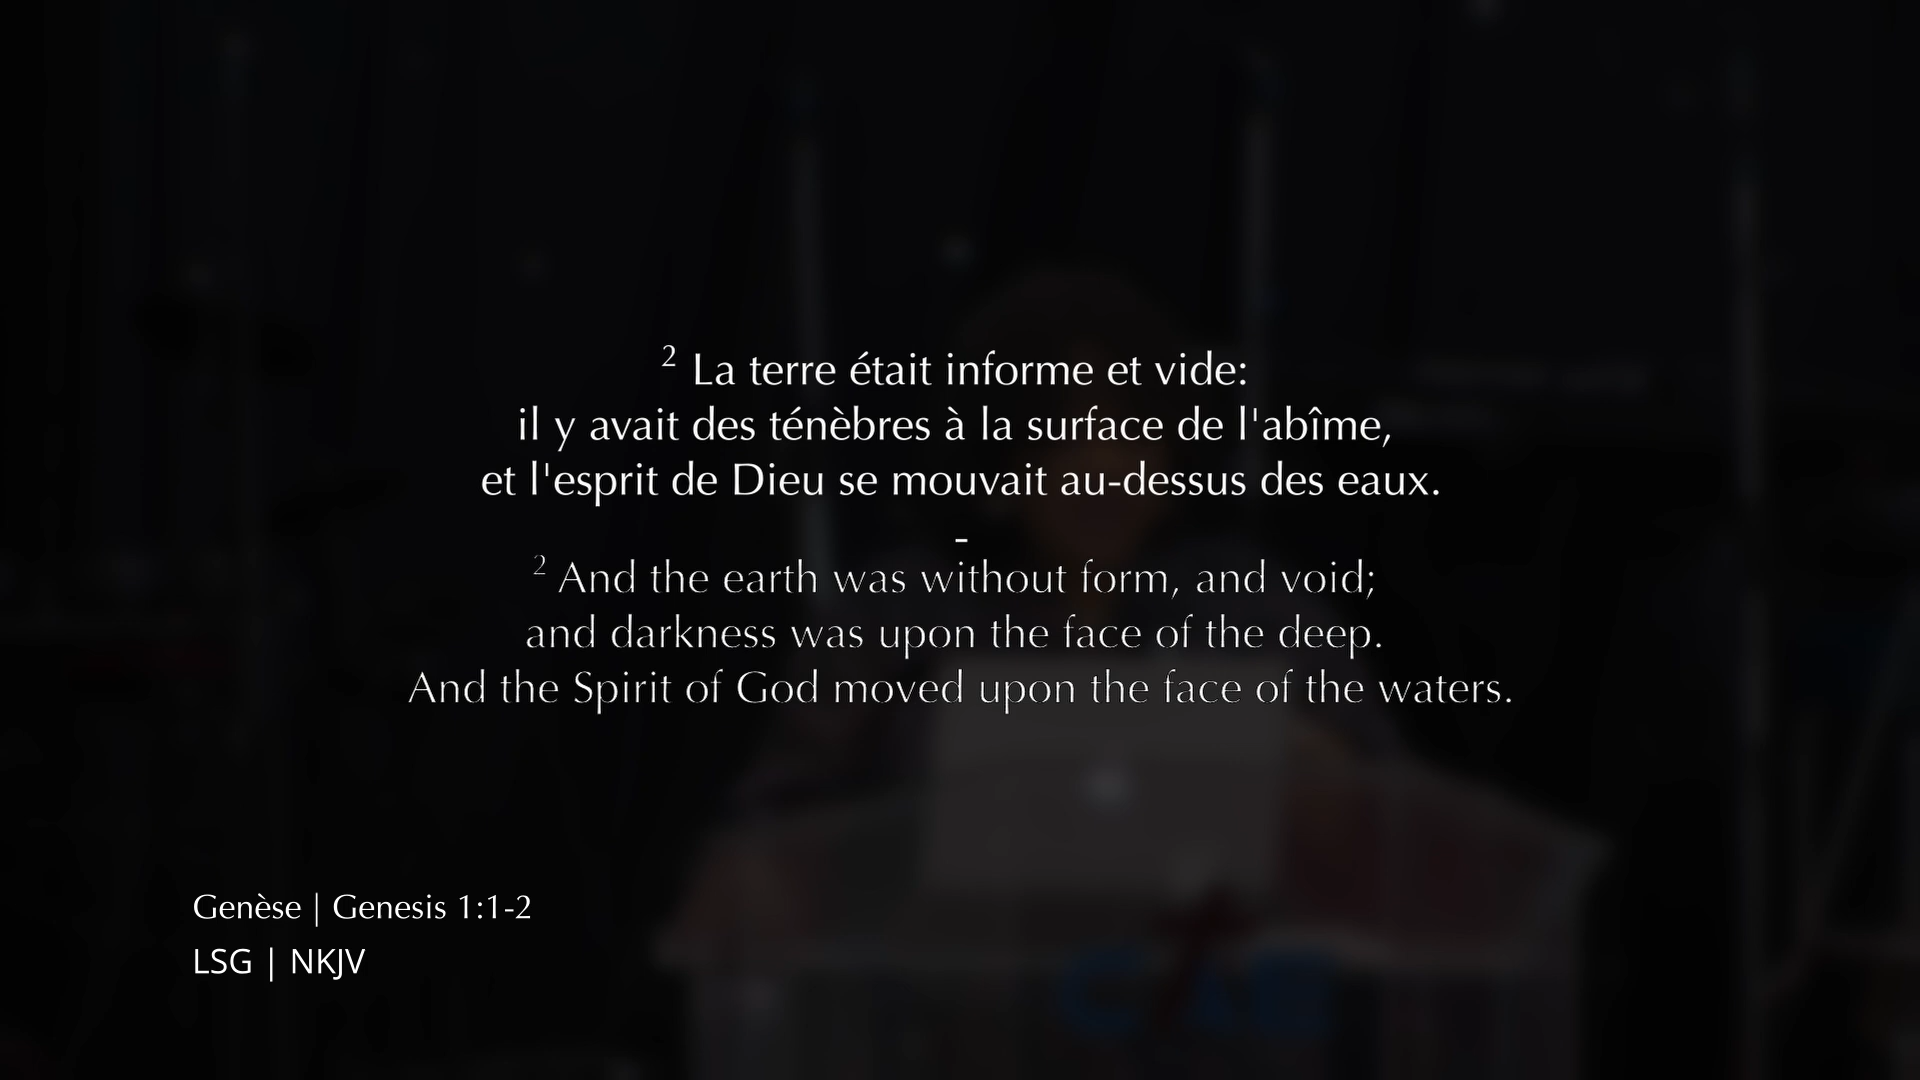 2 La terre était informe et vide:
il y avait des ténèbres à la surface de l'abîme,
et l'esprit de Dieu se mouvait au-dessus des eaux.
-
2 And the earth was without form, and void;
and darkness was upon the face of the deep.
And the Spirit of God moved upon the face of the waters.
Genèse | Genesis 1:1-2
LSG | NKJV